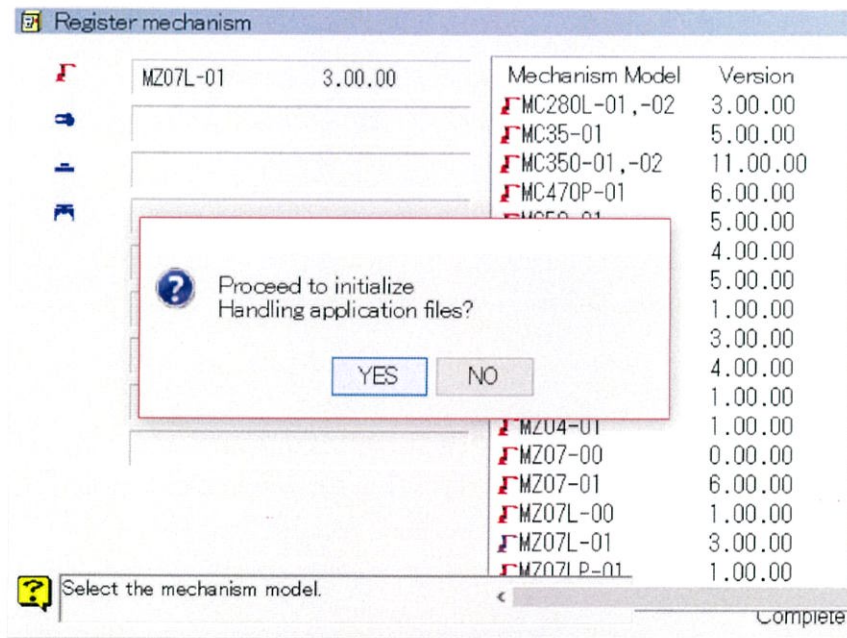 Register mechanism
MZ07L-01 3.00.00
Mechanism Model Version
MC280L-01,-02 3.00.00
MC35-01 5.00.00
MC350-01,-02 11.00.00
MC470P-01 6.00.00
5.00.00
4.00.00
5.00.00
1.00.00
3.00.00
4.00.00
1.00.00
MZ04-01 1.00.00
MZ07-00 0.00.00
MZ07-01 6.00.00
MZ07L-00 1.00.00
MZ07L-01 3.00.00
MZ07LP-01 1.00.00
Proceed to initialize
Handling application files?
YES NO
Select the mechanism model.
Complete